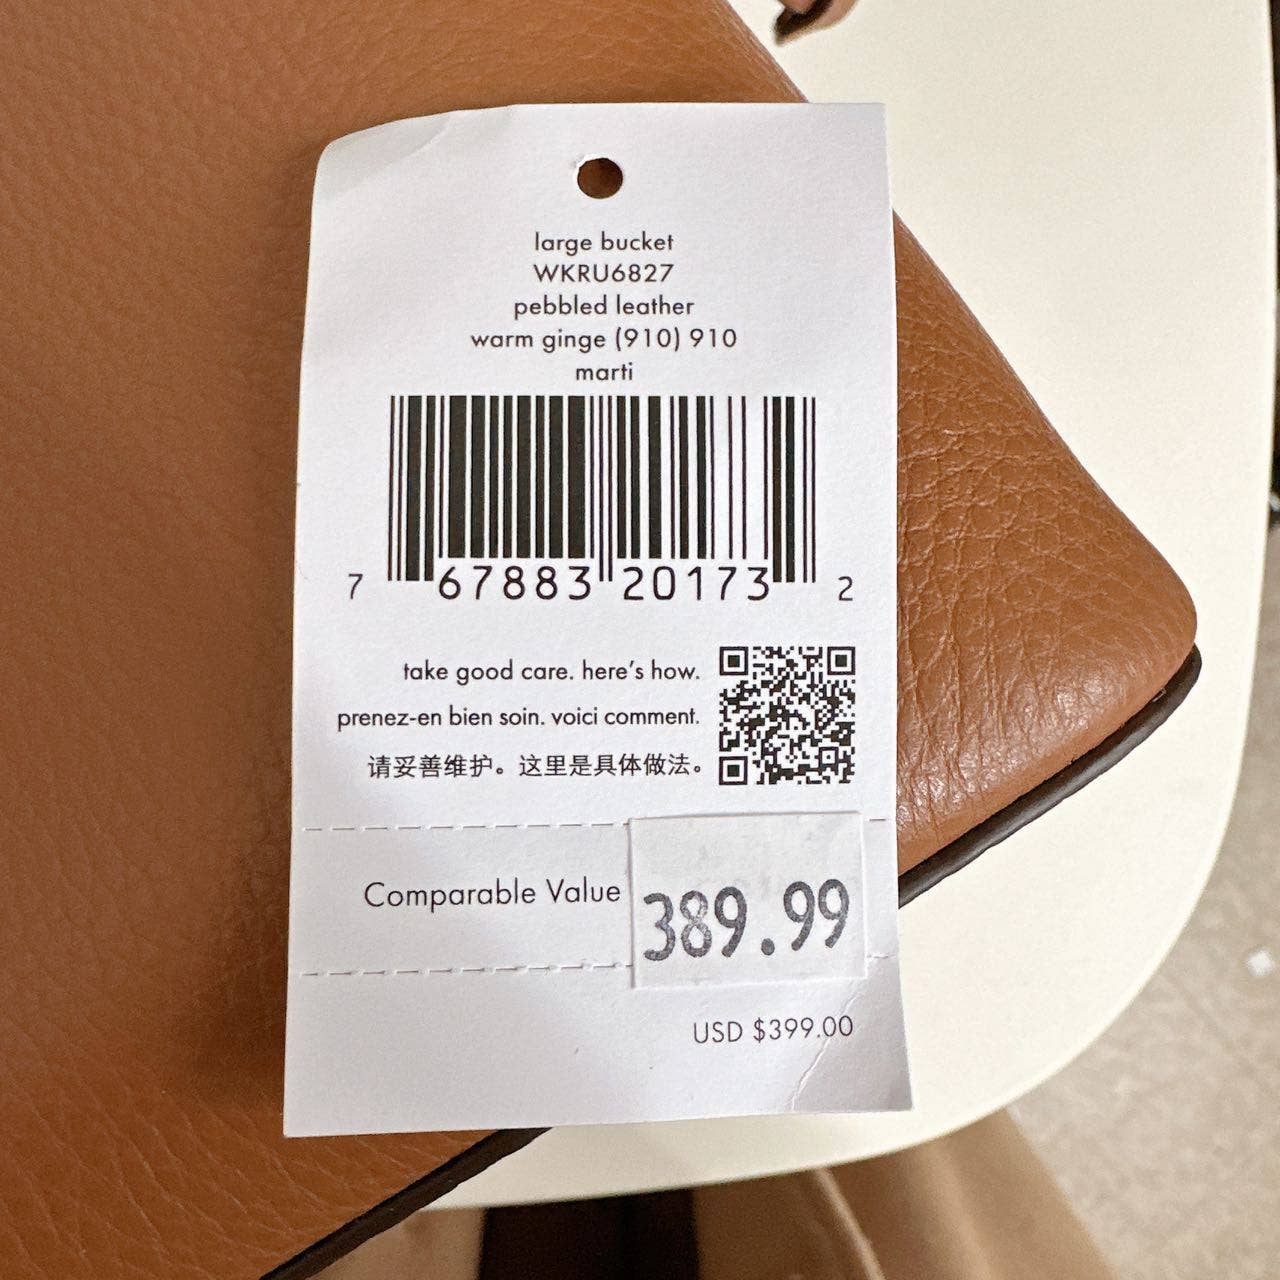 large bucket
WKRU6827
pebbled leather
warm ginge (910) 910
marti
7 67883 20173 2
take good care. here's how.
prenez-en bien soin. voici comment.
请妥善维护。这里是具体做法。
Comparable Value 389.99
USD $399.00